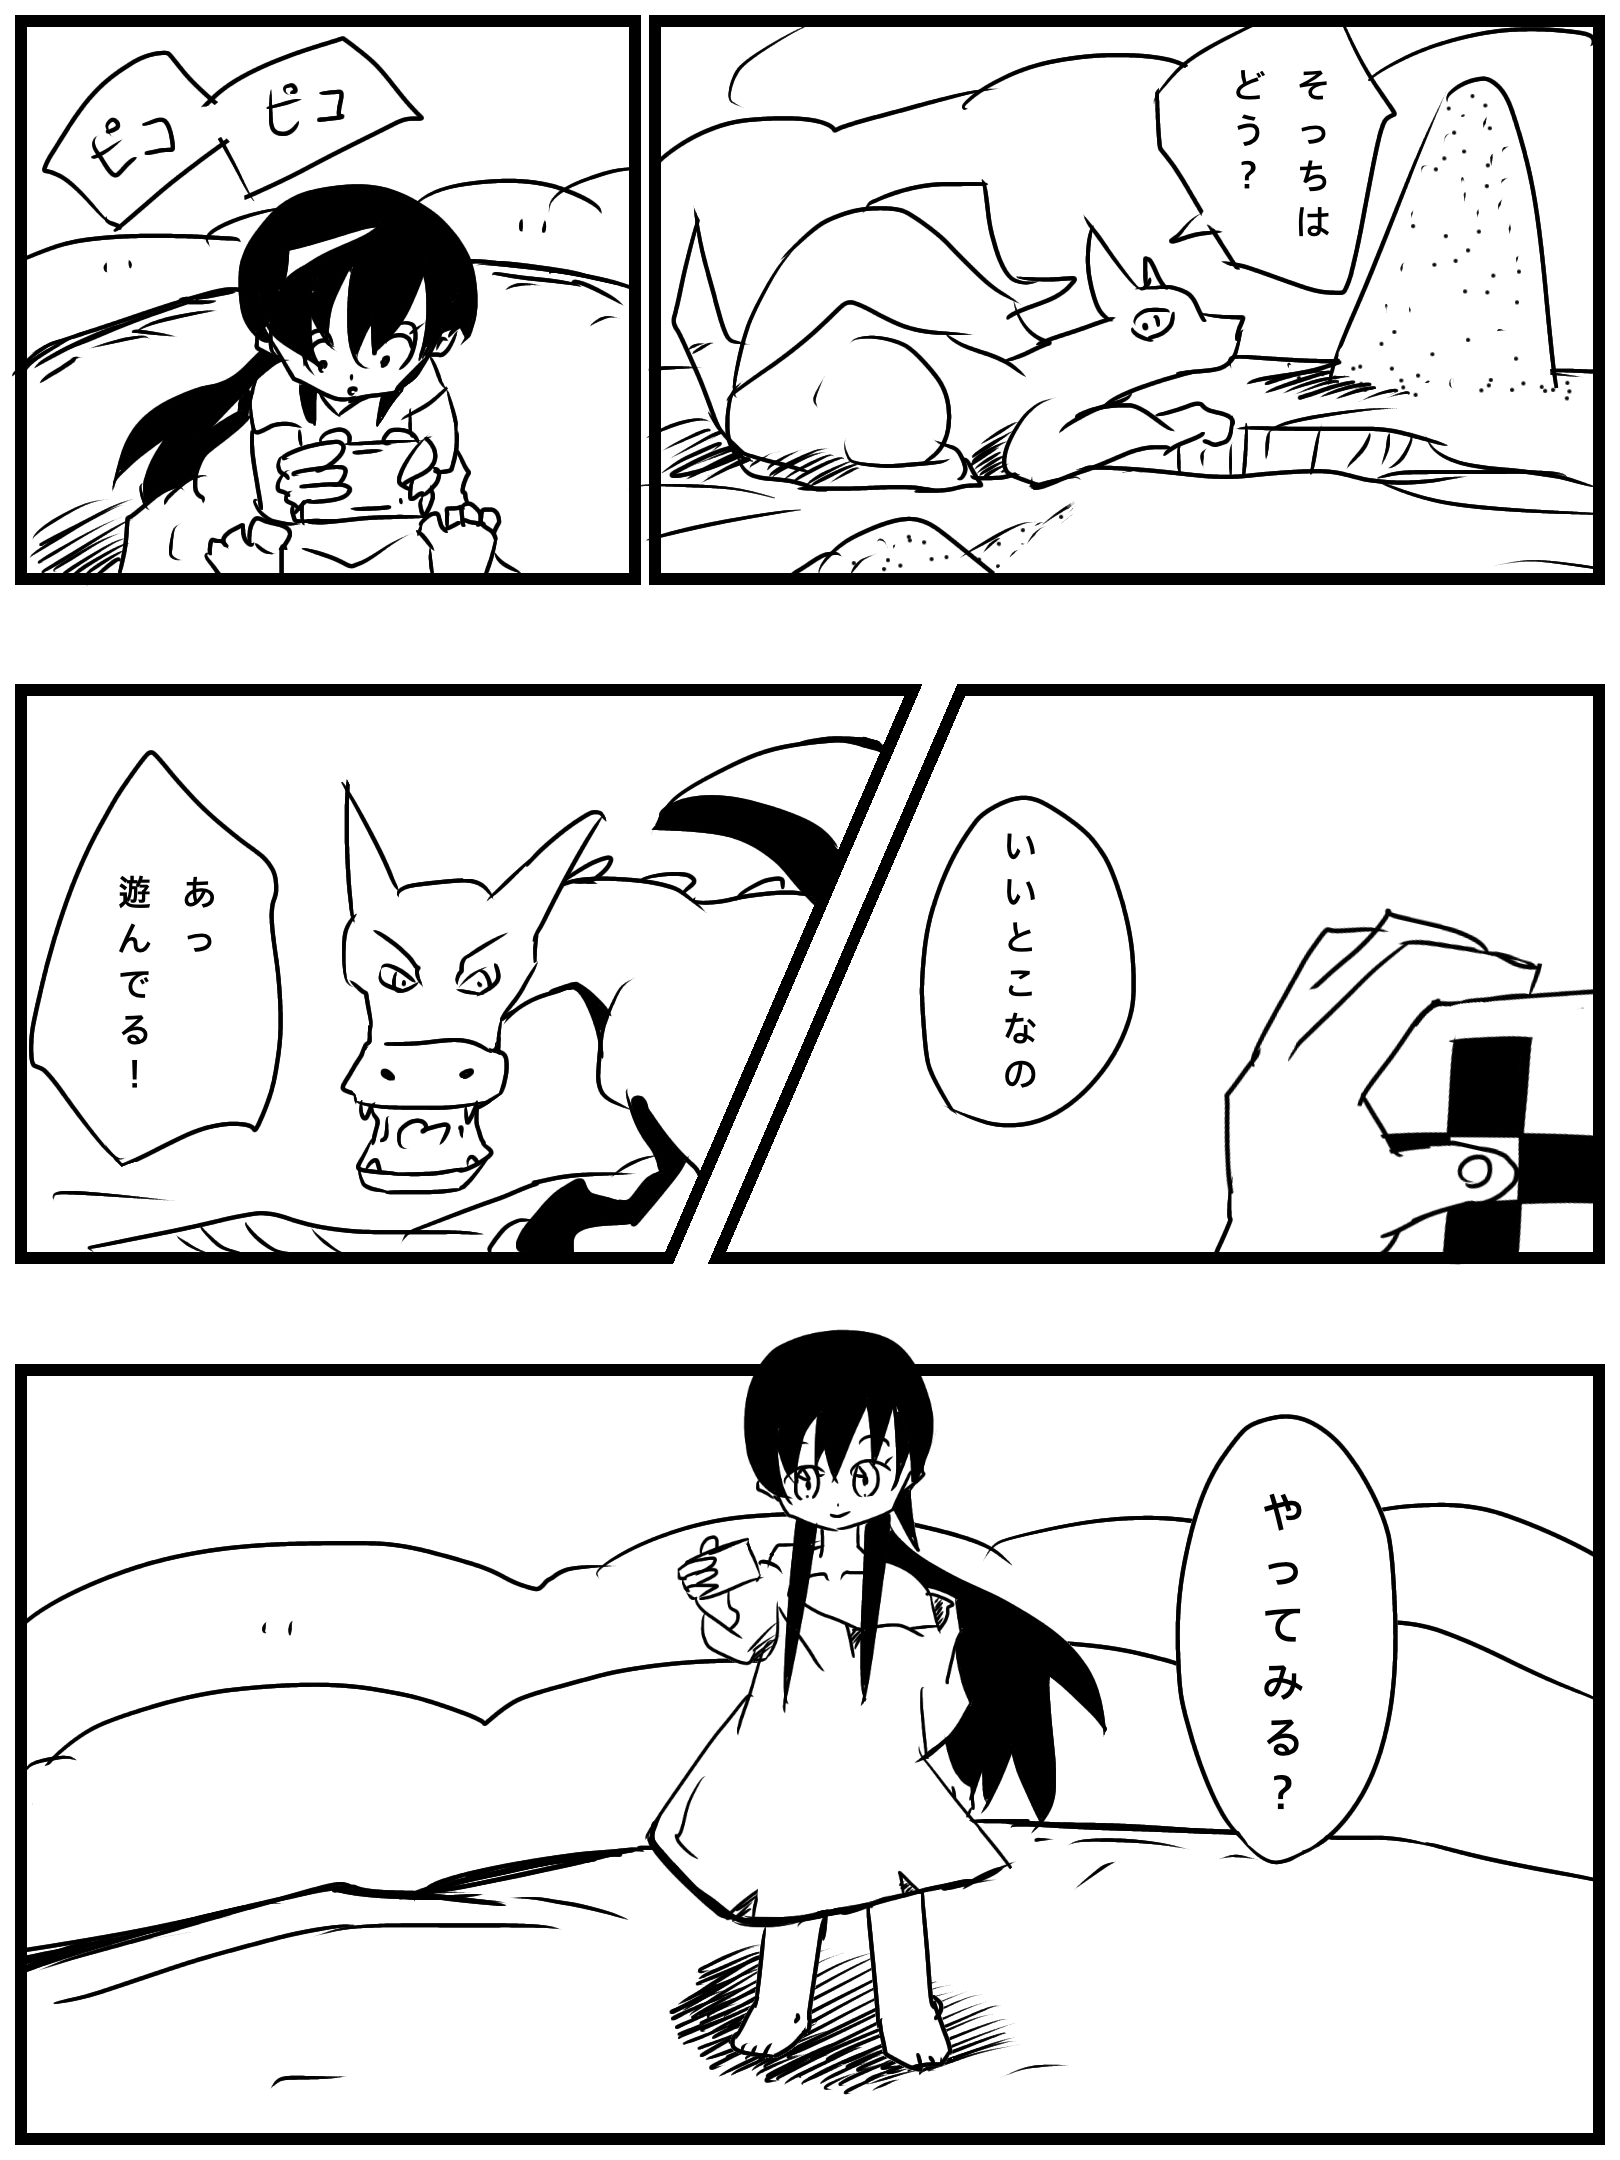 そっちは
どう?
ピコ
ピコ
いいとこなの
あっ
遊んでる!
やってみる?